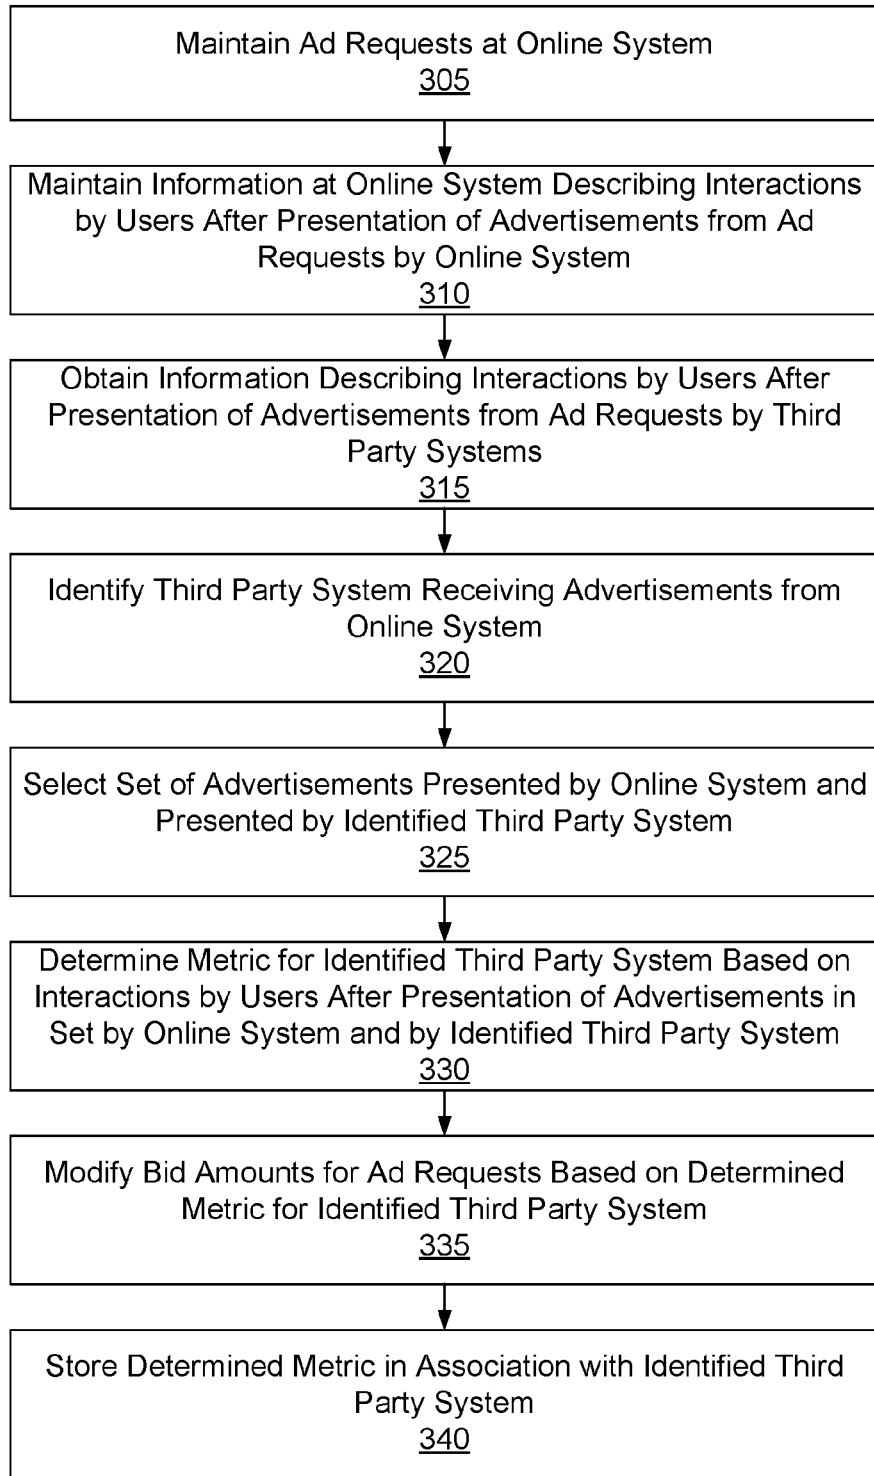 Maintain Ad Requests at Online System
305
Maintain Information at Online System Describing Interactions
by Users After Presentation of Advertisements from Ad
Requests by Online System
310
Obtain Information Describing Interactions by Users After
Presentation of Advertisements from Ad Requests by Third
Party Systems
315
Identify Third Party System Receiving Advertisements from
Online System
320
Select Set of Advertisements Presented by Online System and
Presented by Identified Third Party System
325
Determine Metric for Identified Third Party System Based on
Interactions by Users After Presentation of Advertisements in
Set by Online System and by Identified Third Party System
330
Modify Bid Amounts for Ad Requests Based on Determined
Metric for Identified Third Party System
335
Store Determined Metric in Association with Identified Third
Party System
340